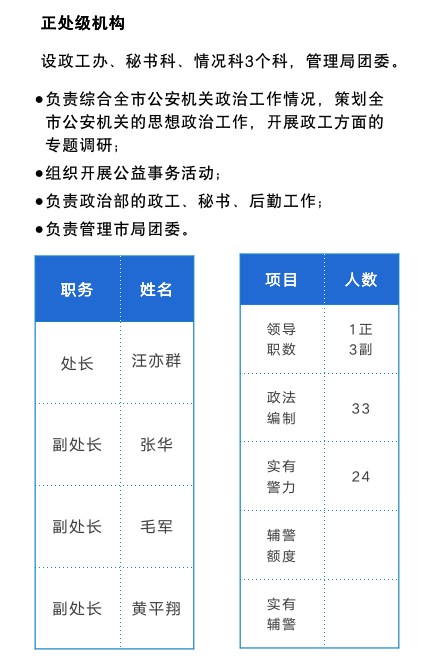 正处级机构
设政工办、秘书科、情况科3个科，管理局团委。
●负责综合全市公安机关政治工作情况，策划全
市公安机关的思想政治工作，开展政工方面的
专题调研；
●组织开展公益事务活动；
●负责政治部的政工、秘书、后勤工作；
●负责管理市局团委。
职务 姓名
处长 汪亦群
副处长 张华
副处长 毛军
副处长 黄平翔
项目 人数
领导 1正
职数 3副
政法
编制 33
实有
警力 24
辅警
额度
实有
辅警